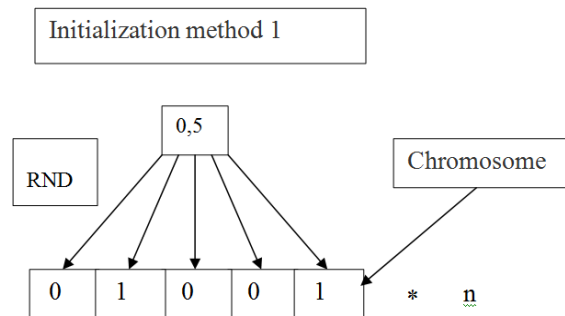 Initialization method 1
0,5
RND
Chromosome
0 1 0 0 1 * n